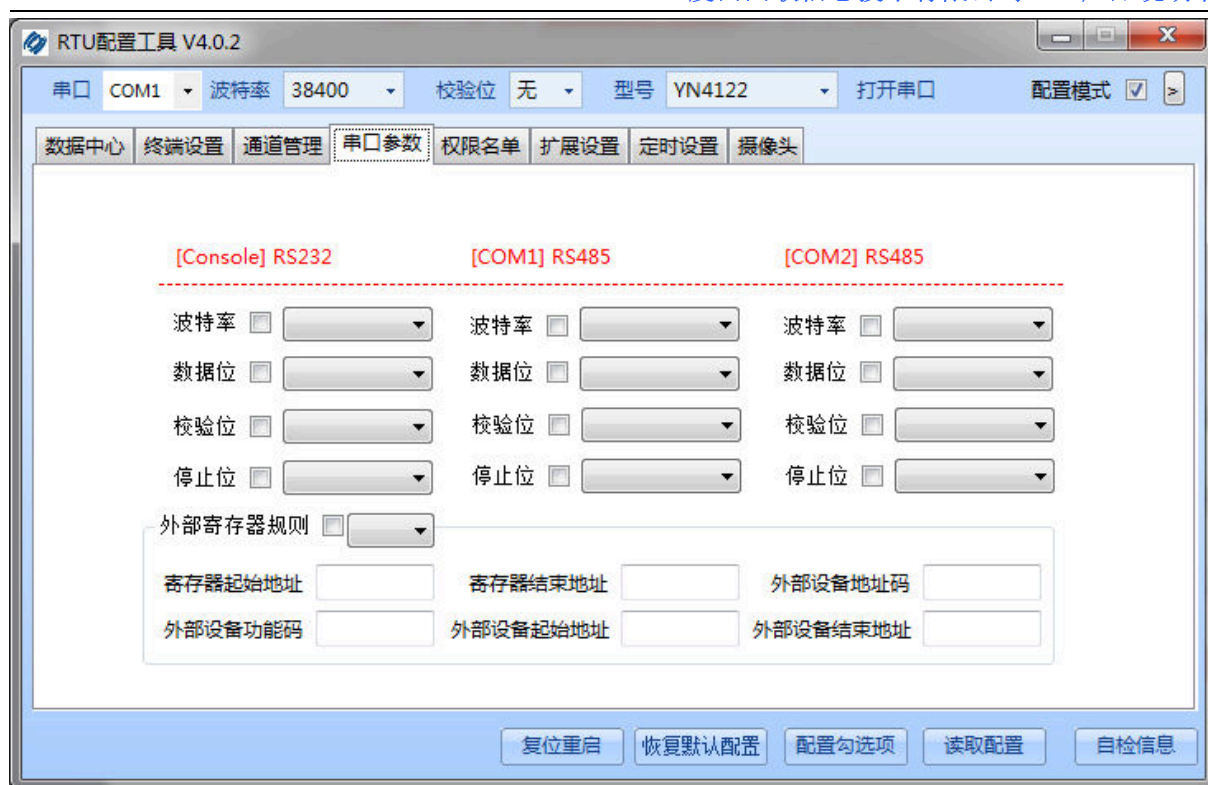 RTU配置工具 V4.0.2
串口 COM1 波特率 38400 校验位 无 型号 YN4122 打开串口 配置模式 >
数据中心 终端设置 通道管理 串口参数 权限名单 扩展设置 定时设置 摄像头
[Console] RS232 [COM1] RS485 [COM2] RS485
波特率 波特率 波特率
数据位 数据位 数据位
校验位 校验位 校验位
停止位 停止位 停止位
外部寄存器规则
寄存器起始地址 寄存器结束地址 外部设备地址码
外部设备功能码 外部设备起始地址 外部设备结束地址
复位重启 恢复默认配置 配置勾选项 读取配置 自检信息